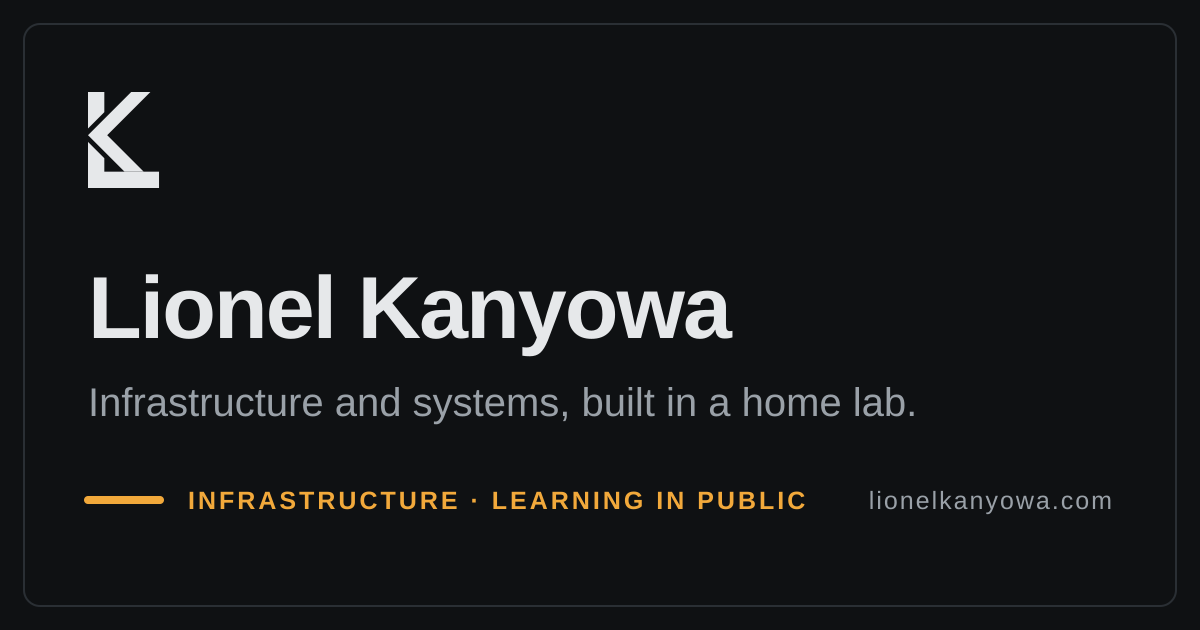 Lionel Kanyowa
Infrastructure and systems, built in a home lab.
INFRASTRUCTURE · LEARNING IN PUBLIC
lionelkanyowa.com